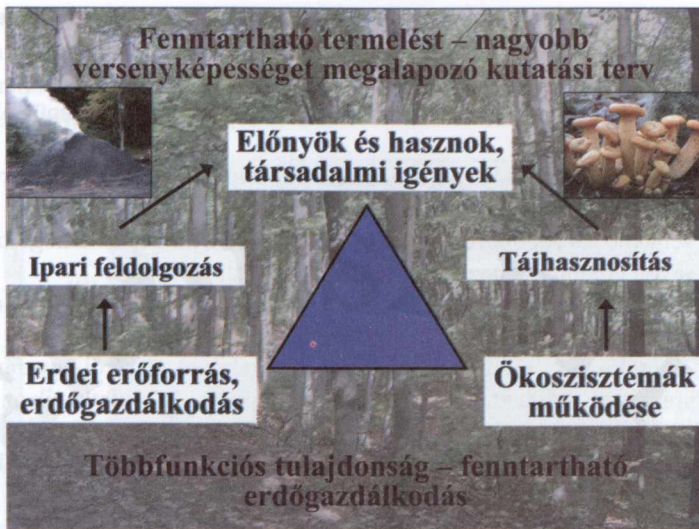 Fenntartható termelést – nagyobb
versenyképességet megalapozó kutatási terv
Előnyök és hasznok,
társadalmi igények
Ipari feldolgozás
Tájhasznosítás
Erdei erőforrás,
erdőgazdálkodás
Ökoszisztémák
működése
Többfunkciós tulajdonság – fenntartható
erdőgazdálkodás